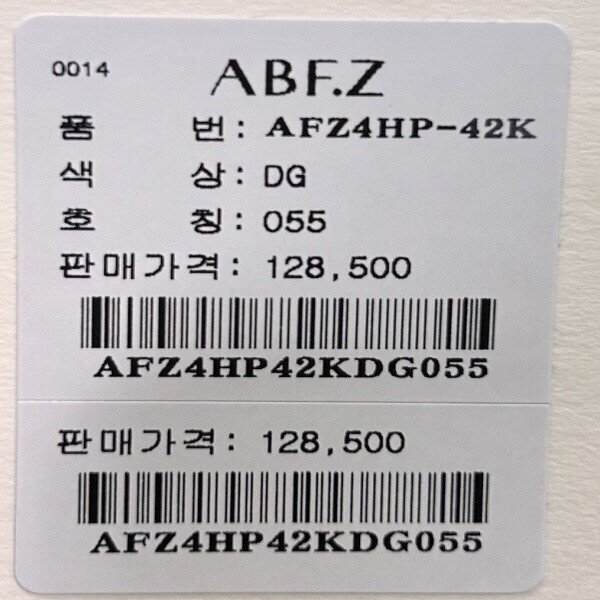 0014 ABF.Z
품 번: AFZ4HP-42K
색 상: DG
호 칭: 055
판매가격: 128,500
AFZ4HP42KDG055
판매가격: 128,500
AFZ4HP42KDG055